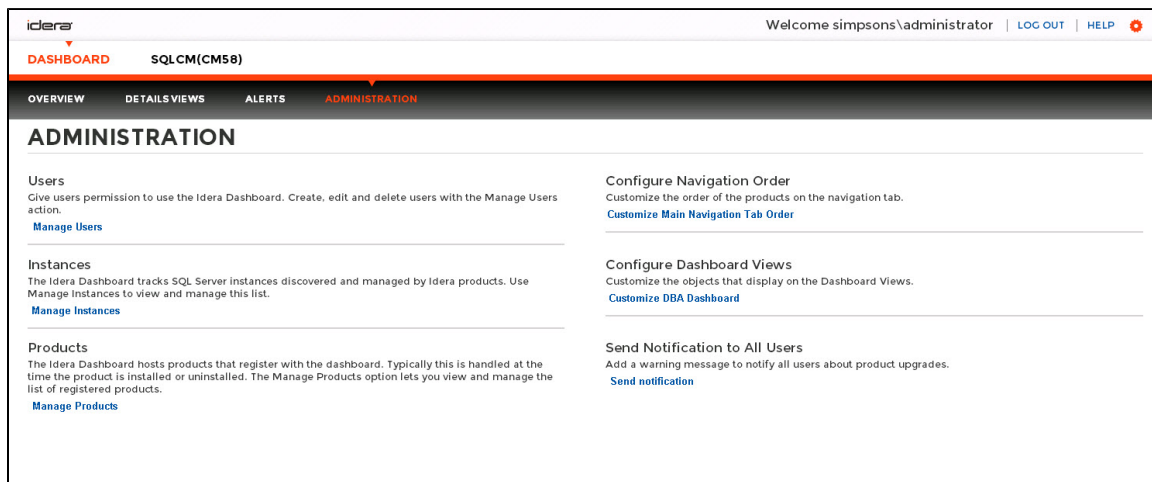 idera
Welcome simpsons\administrator | LOG OUT | HELP
DASHBOARD SQLCM(CM58)
OVERVIEW DETAILS VIEWS ALERTS ADMINISTRATION
ADMINISTRATION
Users
Give users permission to use the Idera Dashboard. Create, edit and delete users with the Manage Users
action.
Manage Users
Instances
The Idera Dashboard tracks SQL Server instances discovered and managed by Idera products. Use
Manage Instances to view and manage this list.
Manage Instances
Products
The Idera Dashboard hosts products that register with the dashboard. Typically this is handled at the
time the product is installed or uninstalled. The Manage Products option lets you view and manage the
list of registered products.
Manage Products
Configure Navigation Order
Customize the order of the products on the navigation tab.
Customize Main Navigation Tab Order
Configure Dashboard Views
Customize the objects that display on the Dashboard Views.
Customize DBA Dashboard
Send Notification to All Users
Add a warning message to notify all users about product upgrades.
Send notification